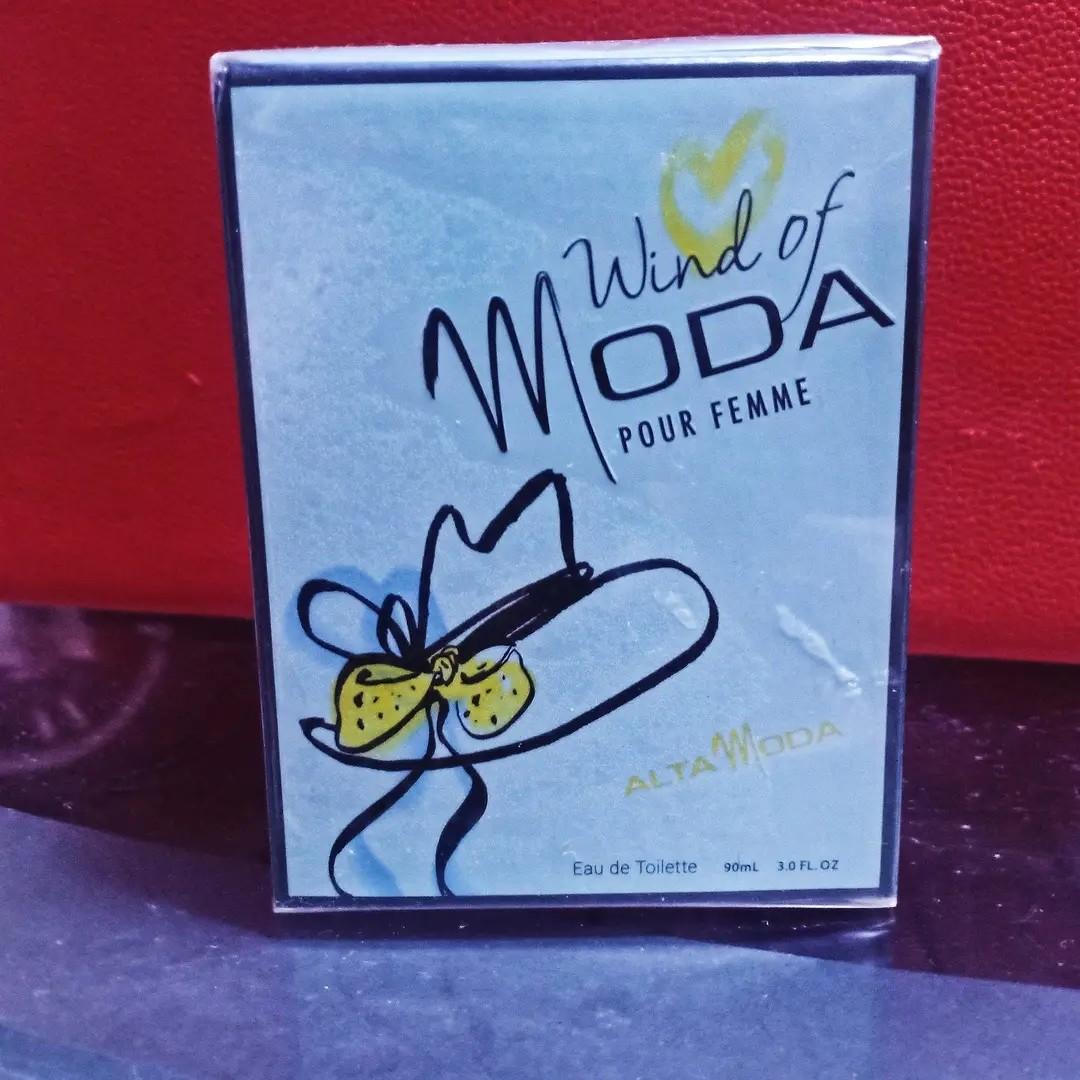 Wind of
MODA
POUR FEMME
ALTA MODA
Eau de Toilette 90mL 3.0 FL. OZ